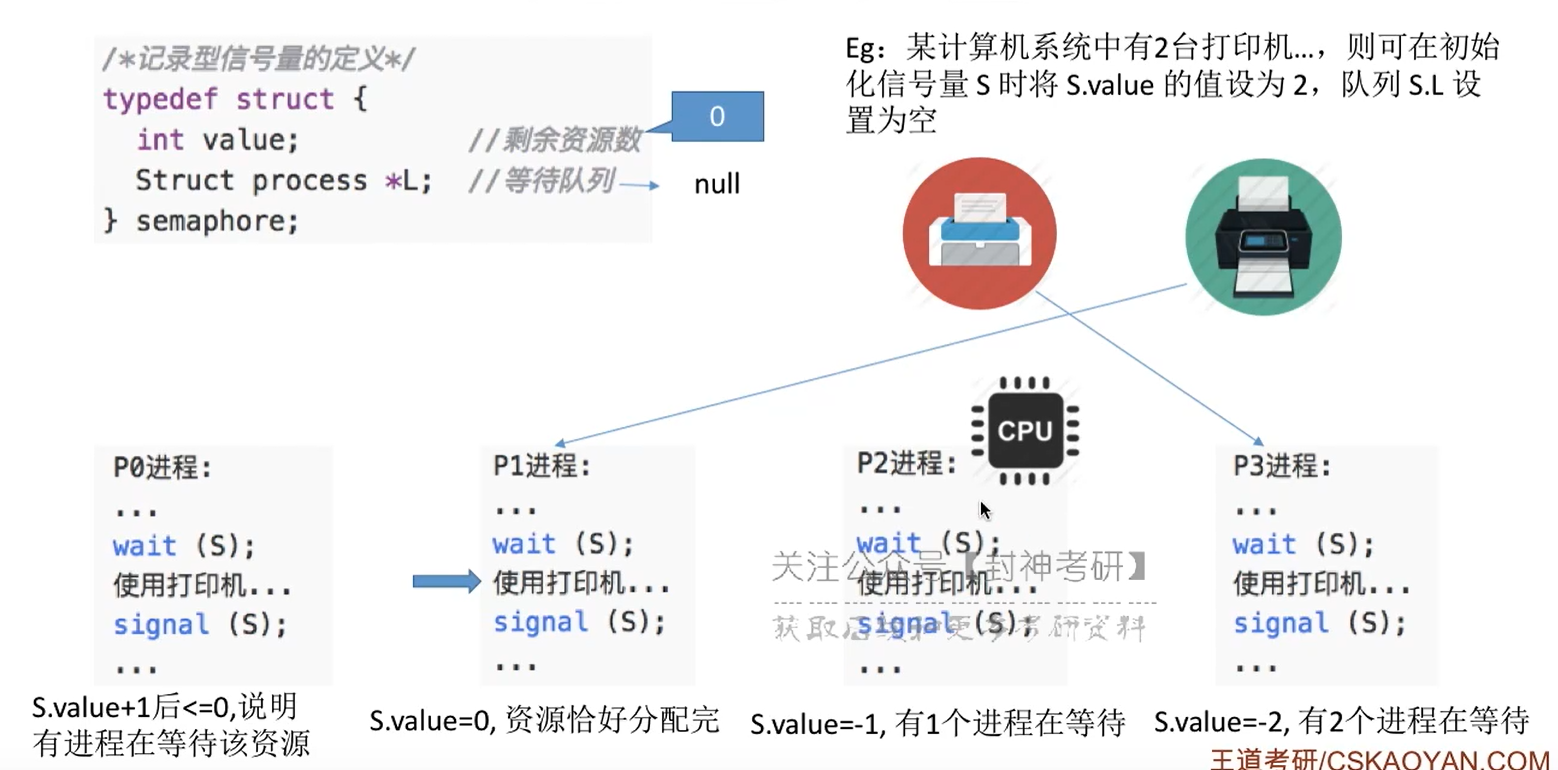 /*记录型信号量的定义*/
typedef struct {
int value; //剩余资源数
Struct process *L; //等待队列
} semaphore;
0
null
Eg：某计算机系统中有2台打印机...，则可在初始
化信号量 S 时将 S.value 的值设为 2，队列 S.L 设
置为空
CPU
P0进程:
...
wait (S);
使用打印机...
signal (S);
...
S.value+1后<=0,说明
有进程在等待该资源
P1进程:
...
wait (S);
使用打印机...
signal (S);
...
S.value=0, 资源恰好分配完
P2进程:
...
wait (S);
使用打印机...
signal (S);
...
S.value=-1, 有1个进程在等待
P3进程:
...
wait (S);
使用打印机...
signal (S);
...
S.value=-2, 有2个进程在等待
关注公众号【封神考研】
获取后续和更多考研资料
王道考研/CSKAOYAN.COM